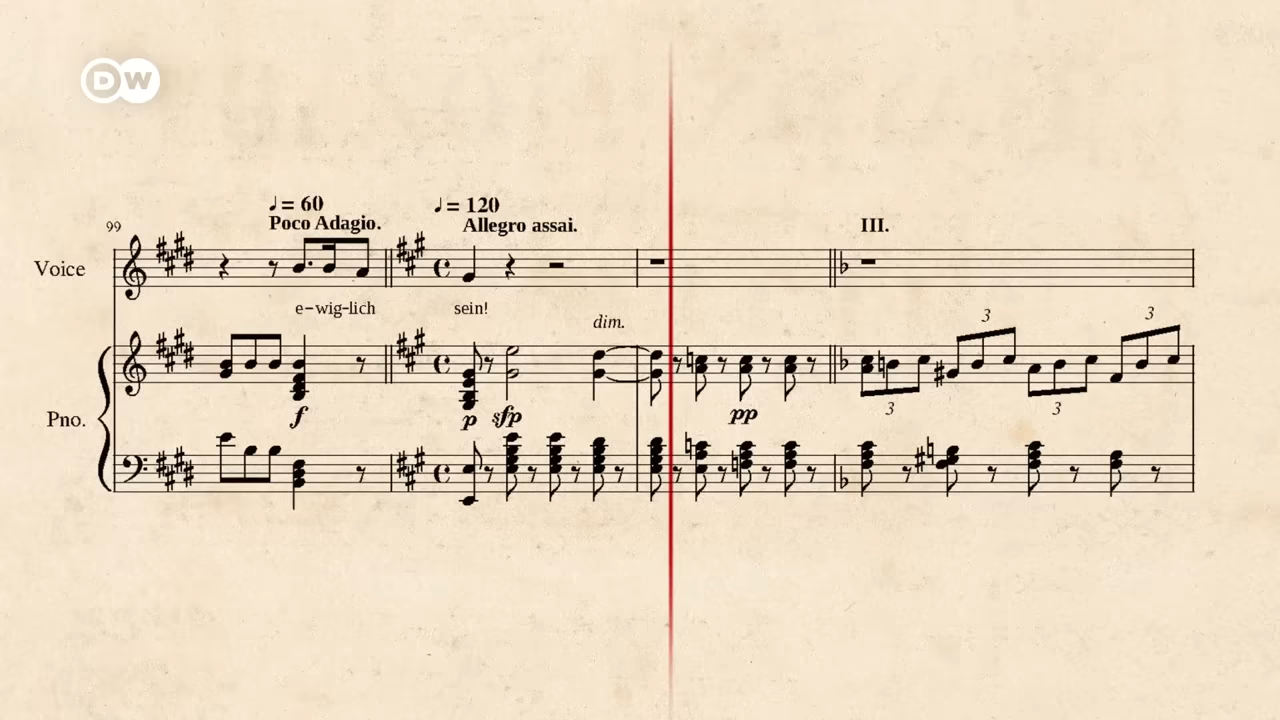 DW
♩ = 60
Poco Adagio.
♩ = 120
Allegro assai.
III.
99
Voice
e-wig-lich
sein!
dim.
3
3
Pno.
f
p
sfp
pp
3
3